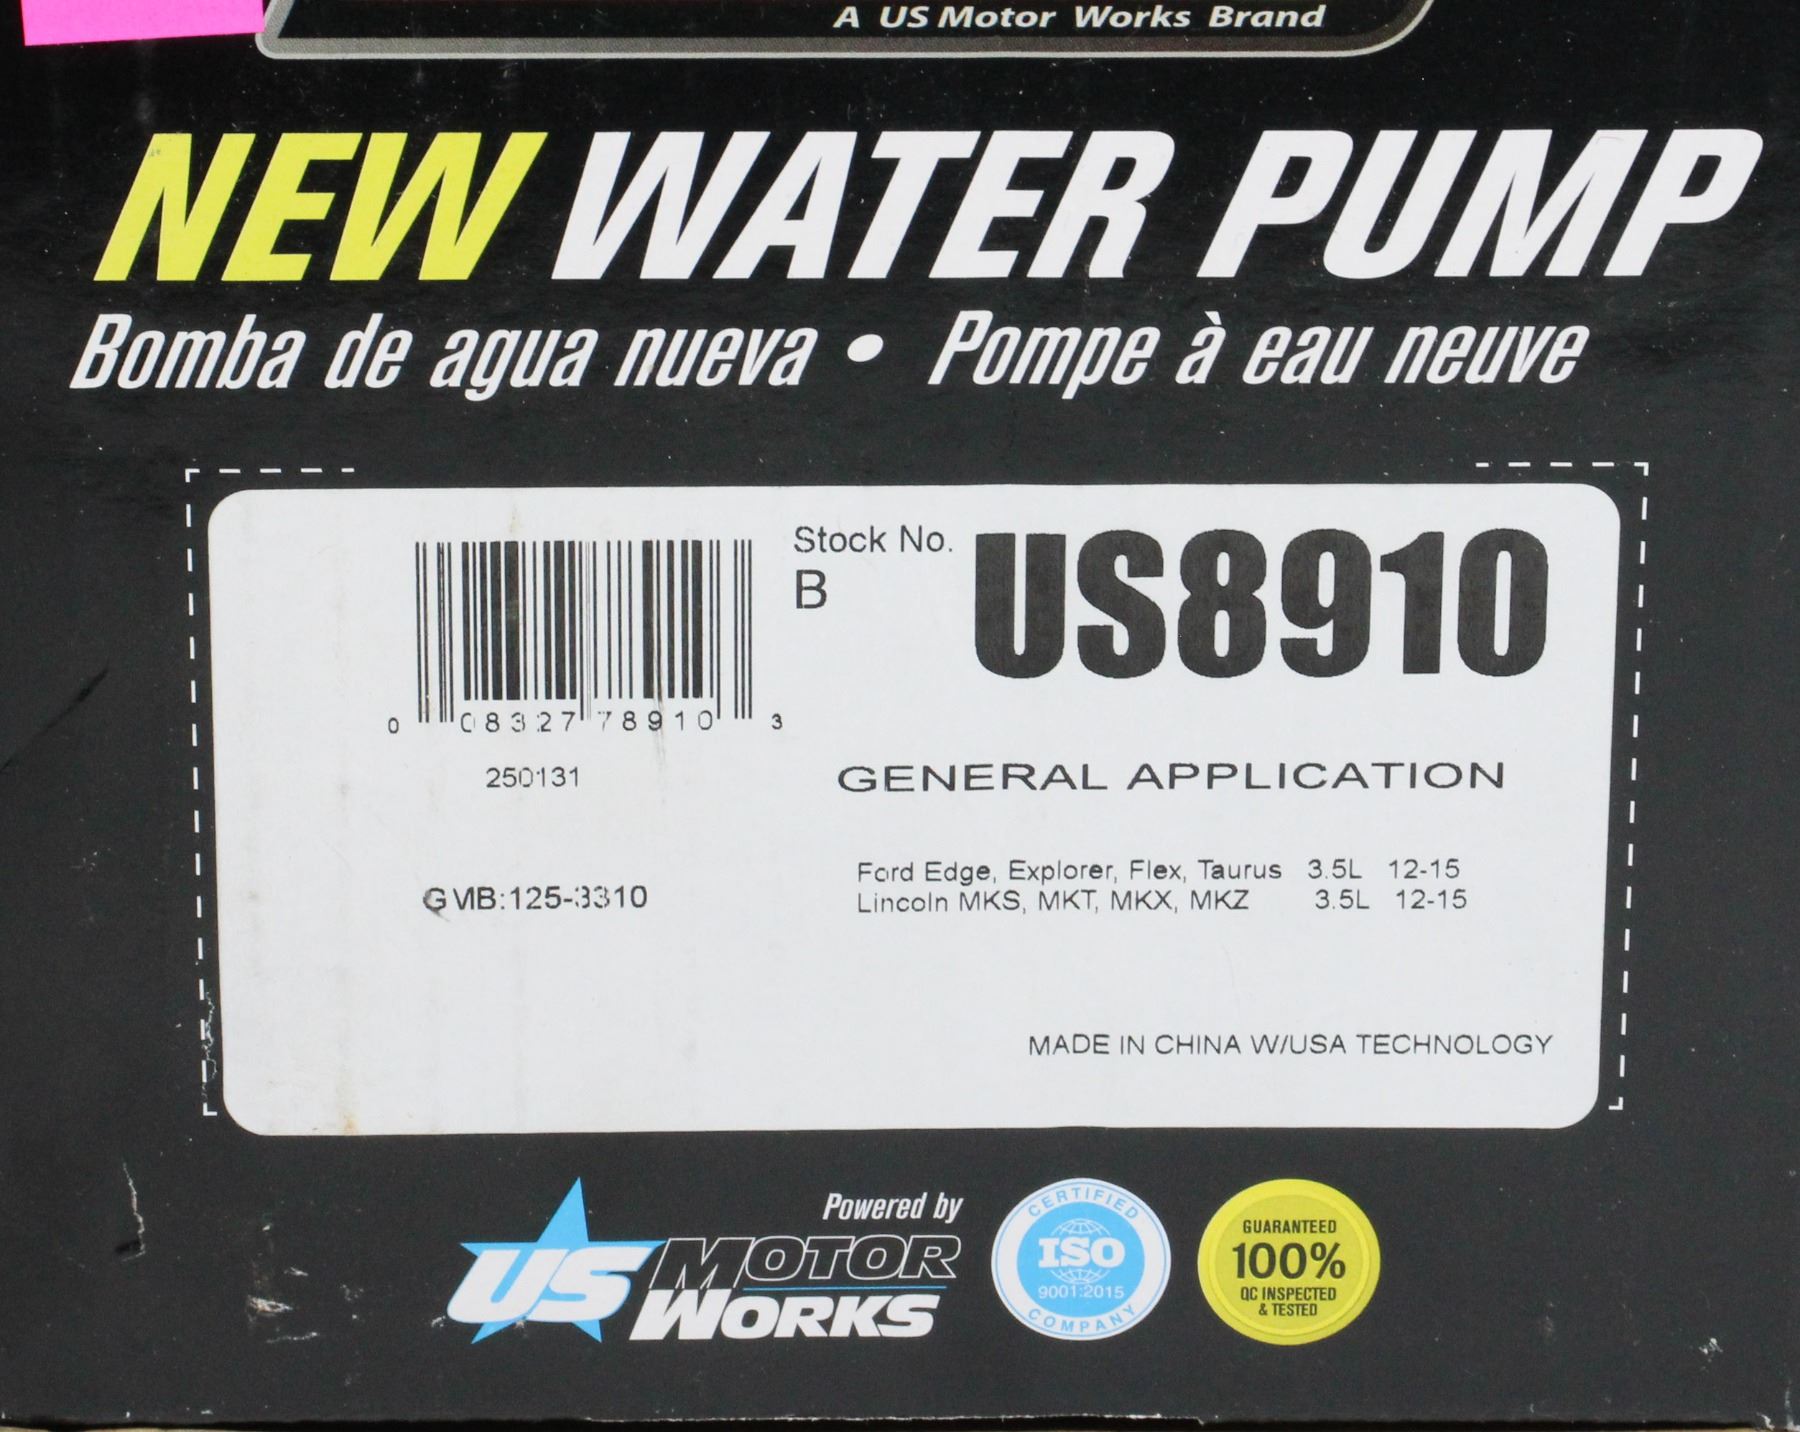 A US Motor Works Brand
NEW WATER PUMP
Bomba de agua nueva • Pompe à eau neuve
Stock No.
B
US8910
0 08327 78910 3
250131
GENERAL APPLICATION
GMB:125-3310
Ford Edge, Explorer, Flex, Taurus 3.5L 12-15
Lincoln MKS, MKT, MKX, MKZ 3.5L 12-15
MADE IN CHINA W/USA TECHNOLOGY
Powered by
US MOTOR
WORKS
CERTIFIED
ISO
9001:2015
COMPANY
GUARANTEED
100%
QC INSPECTED
& TESTED